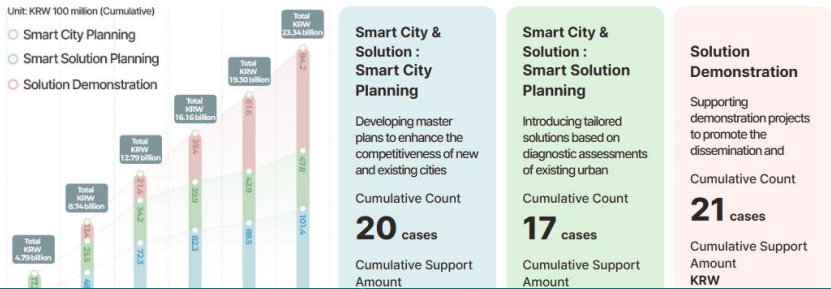 Unit: KRW 100 million (Cumulative)
Smart City Planning
Smart Solution Planning
Solution Demonstration
Total
KRW
4.79 billion
Total
KRW
8.74 billion
13.4
25.5
Total
KRW
12.79 billion
21.4
34.2
72.3
Total
KRW
16.16 billion
39.4
39.9
82.3
Total
KRW
19.30 billion
61.6
42.9
88.5
Total
KRW
23.34 billion
84.2
47.8
101.4
Smart City &
Solution :
Smart City
Planning
Developing master
plans to enhance the
competitiveness of new
and existing cities
Cumulative Count
20 cases
Cumulative Support
Amount
Smart City &
Solution :
Smart Solution
Planning
Introducing tailored
solutions based on
diagnostic assessments
of existing urban
Cumulative Count
17 cases
Cumulative Support
Amount
Solution
Demonstration
Supporting
demonstration projects
to promote the
dissemination and
Cumulative Count
21 cases
Cumulative Support
Amount
KRW